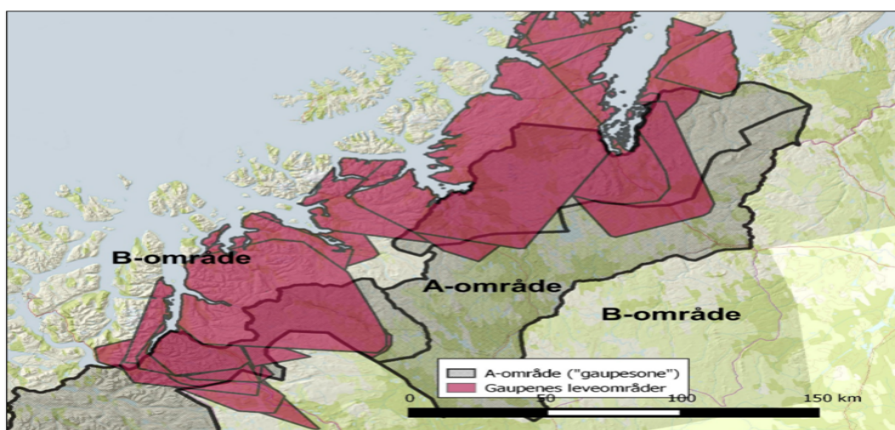 B-område
A-område
B-område
A-område ("gaupesone")
Gaupenes leveområder
0 50 100 150 km